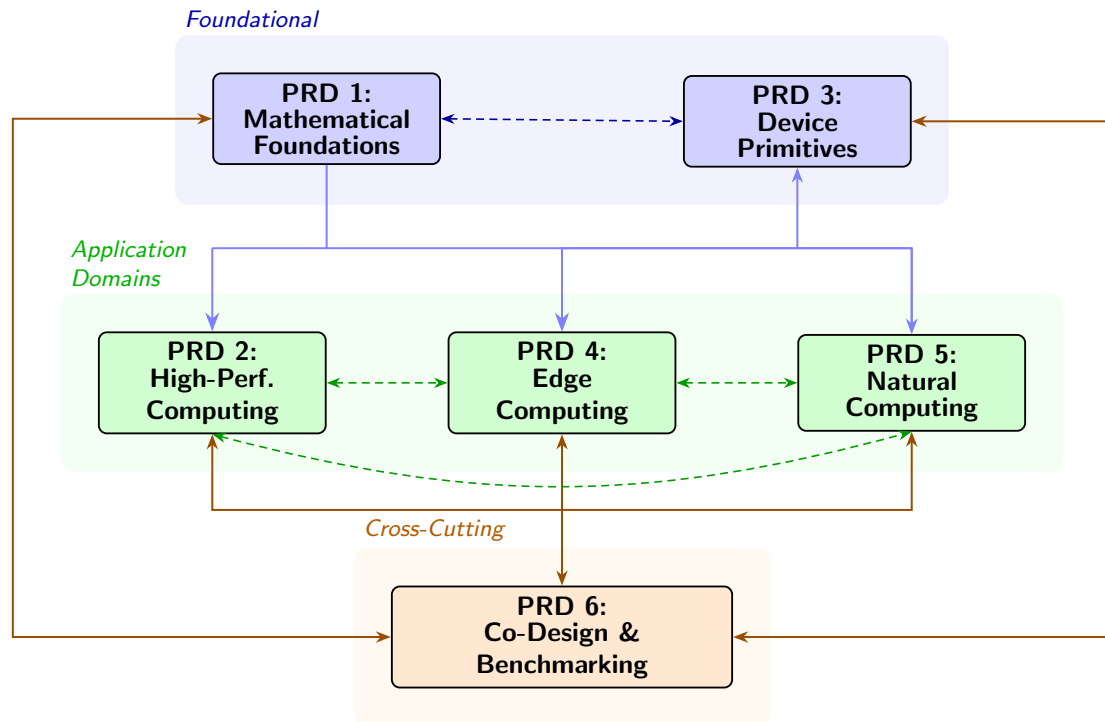 Foundational
PRD 1:
Mathematical
Foundations
PRD 3:
Device
Primitives
Application
Domains
PRD 2:
High-Perf.
Computing
PRD 4:
Edge
Computing
PRD 5:
Natural
Computing
Cross-Cutting
PRD 6:
Co-Design &
Benchmarking